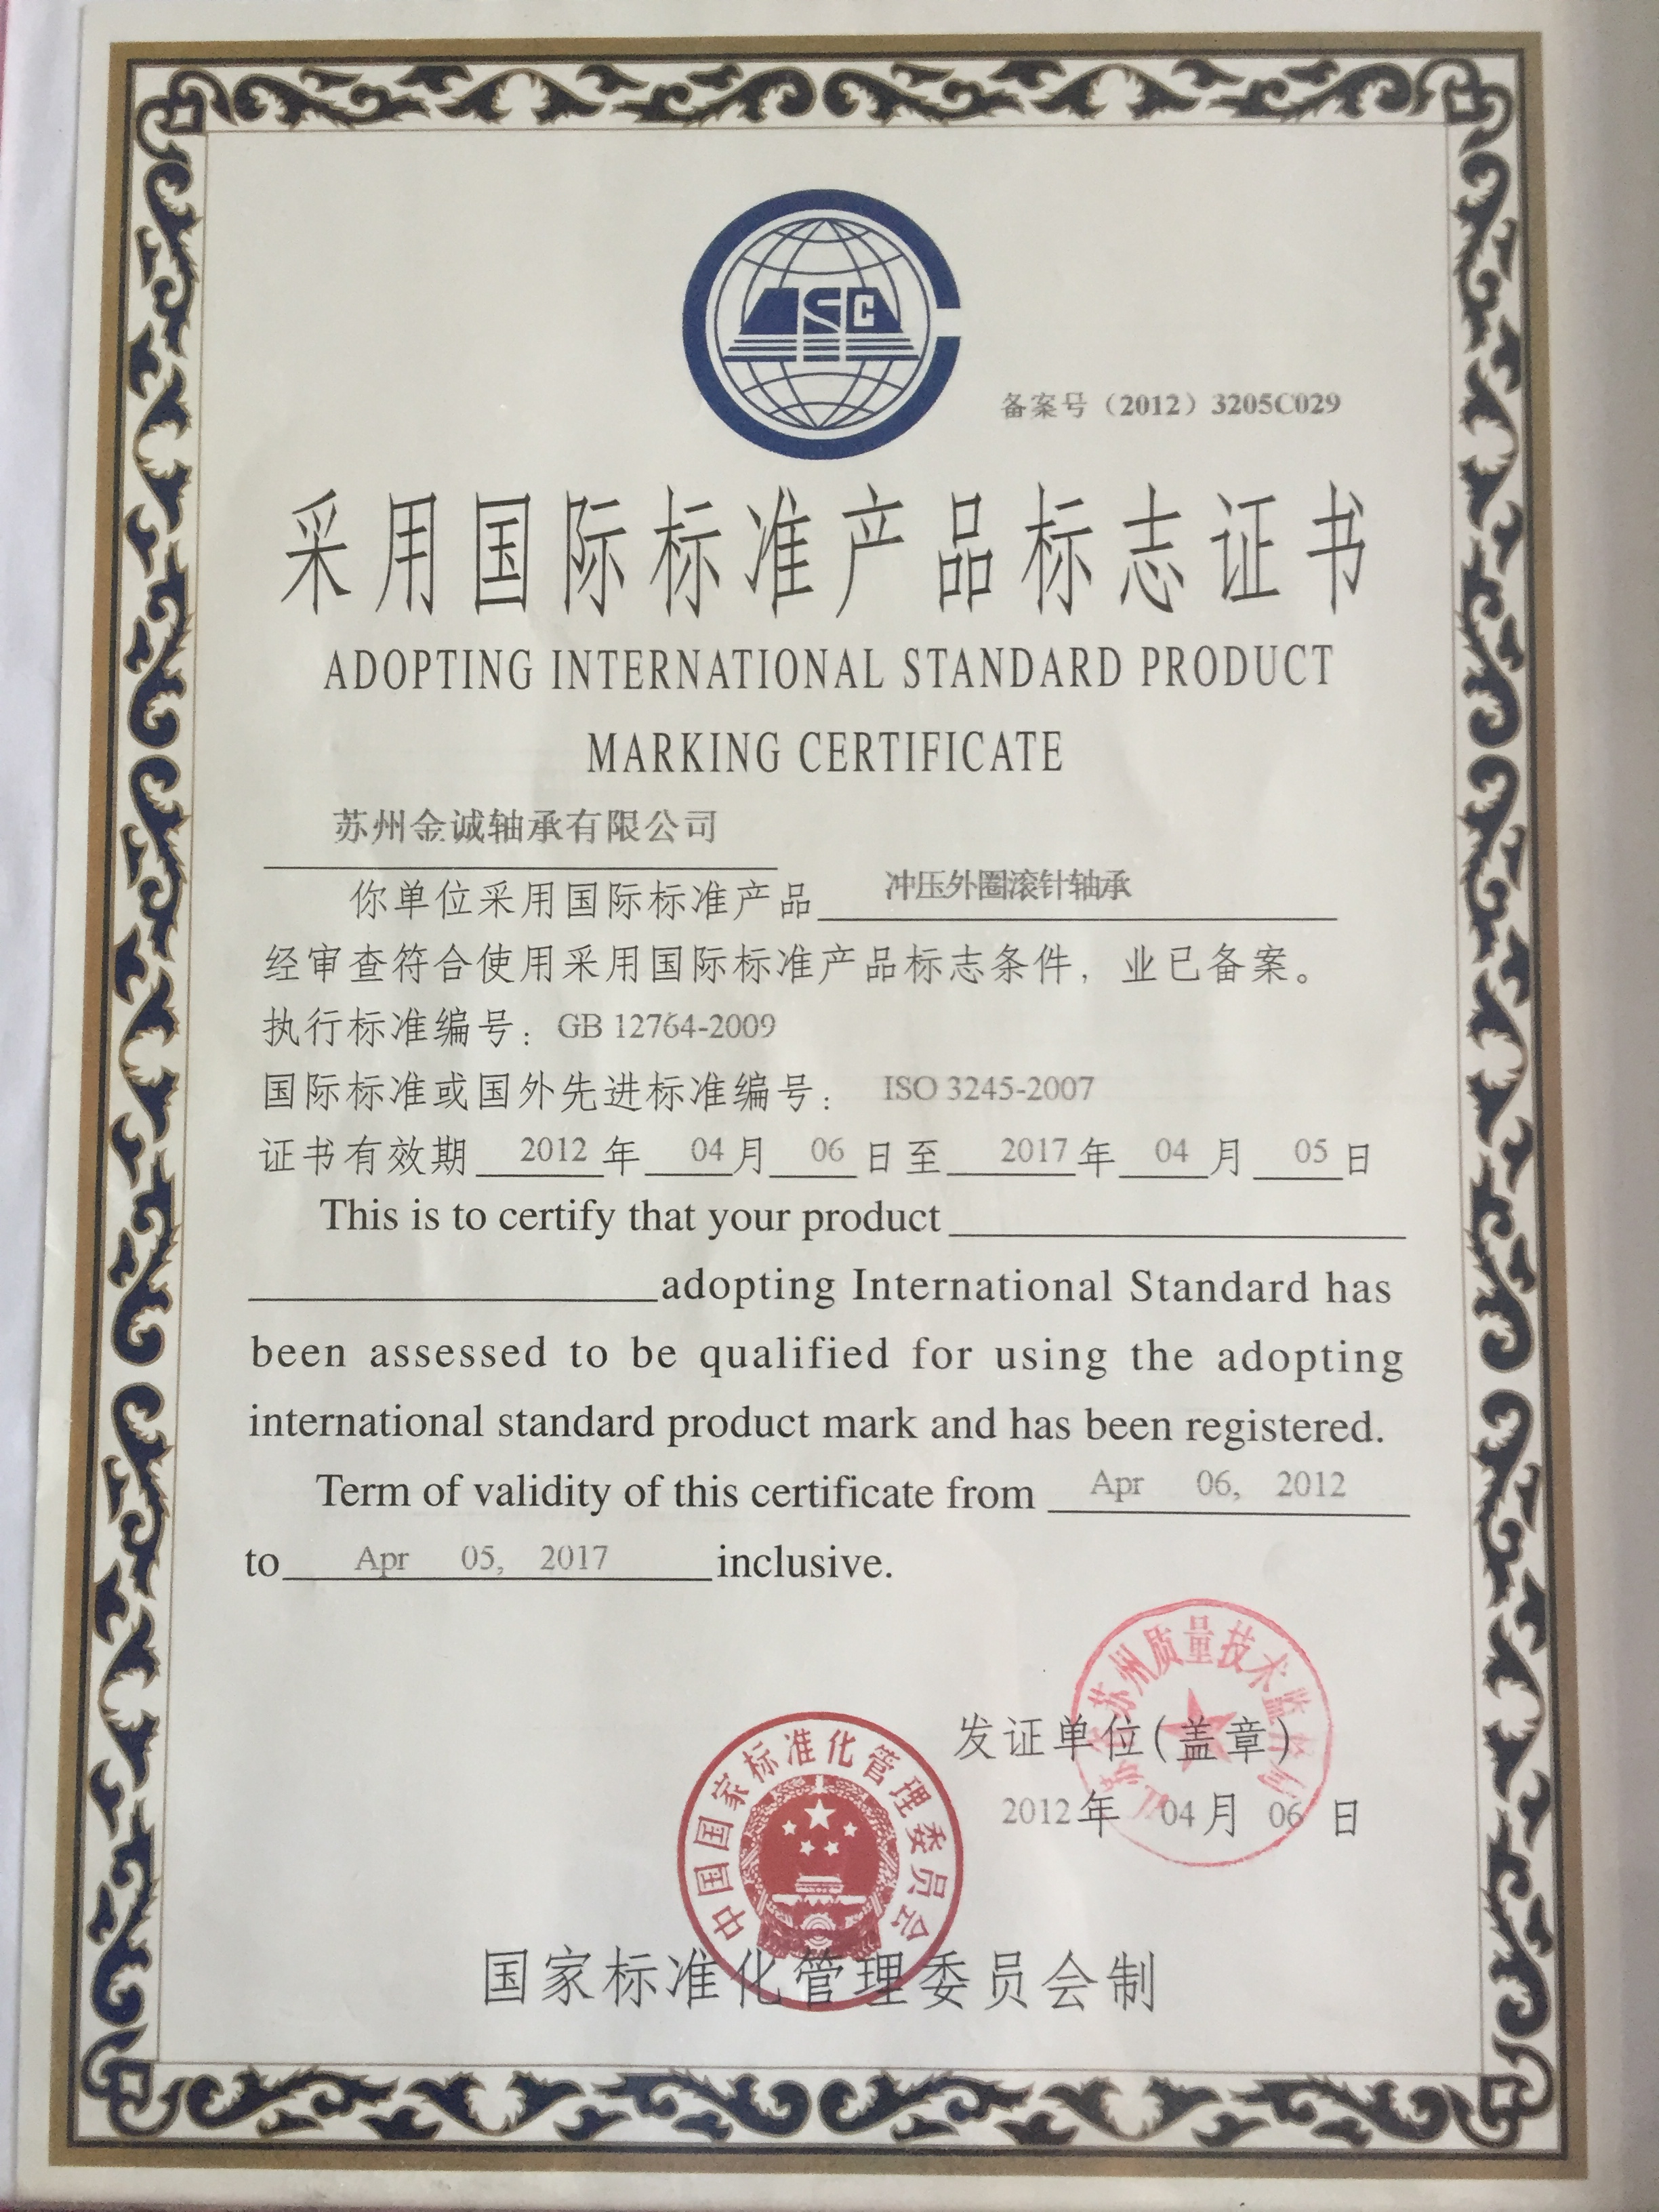 ISC
备案号（2012）3205C029
采用国际标准产品标志证书
ADOPTING INTERNATIONAL STANDARD PRODUCT
MARKING CERTIFICATE
苏州金诚轴承有限公司
你单位采用国际标准产品 冲压外圈滚针轴承
经审查符合使用采用国际标准产品标志条件，业已备案。
执行标准编号：GB 12764-2009
国际标准或国外先进标准编号： ISO 3245-2007
证书有效期 2012 年 04 月 06 日至 2017 年 04 月 05 日
This is to certify that your product
adopting International Standard has
been assessed to be qualified for using the adopting
international standard product mark and has been registered.
Term of validity of this certificate from Apr 06, 2012
to Apr 05, 2017 inclusive.
苏州质量技术监
发证单位(盖章)
2012 年 04 月 06 日
中国国家标准化管理委员会
国家标准化管理委员会制